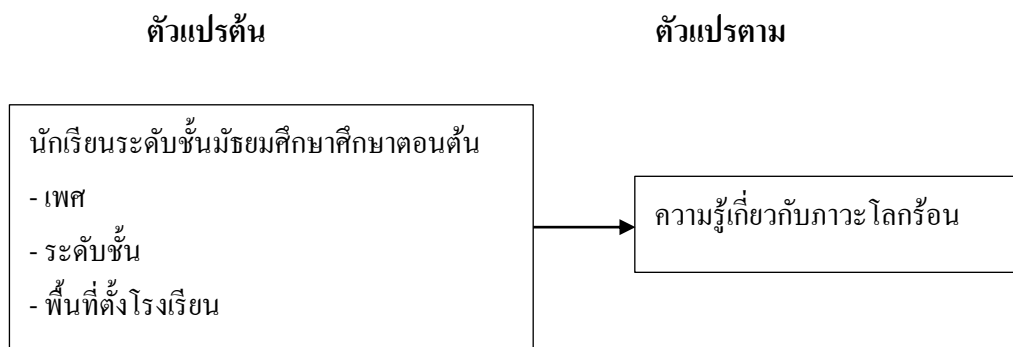 ตัวแปรต้น
ตัวแปรตาม
นักเรียนระดับชั้นมัธยมศึกษาศึกษาตอนต้น
- เพศ
- ระดับชั้น
- พื้นที่ตั้งโรงเรียน
ความรู้เกี่ยวกับภาวะโลกร้อน